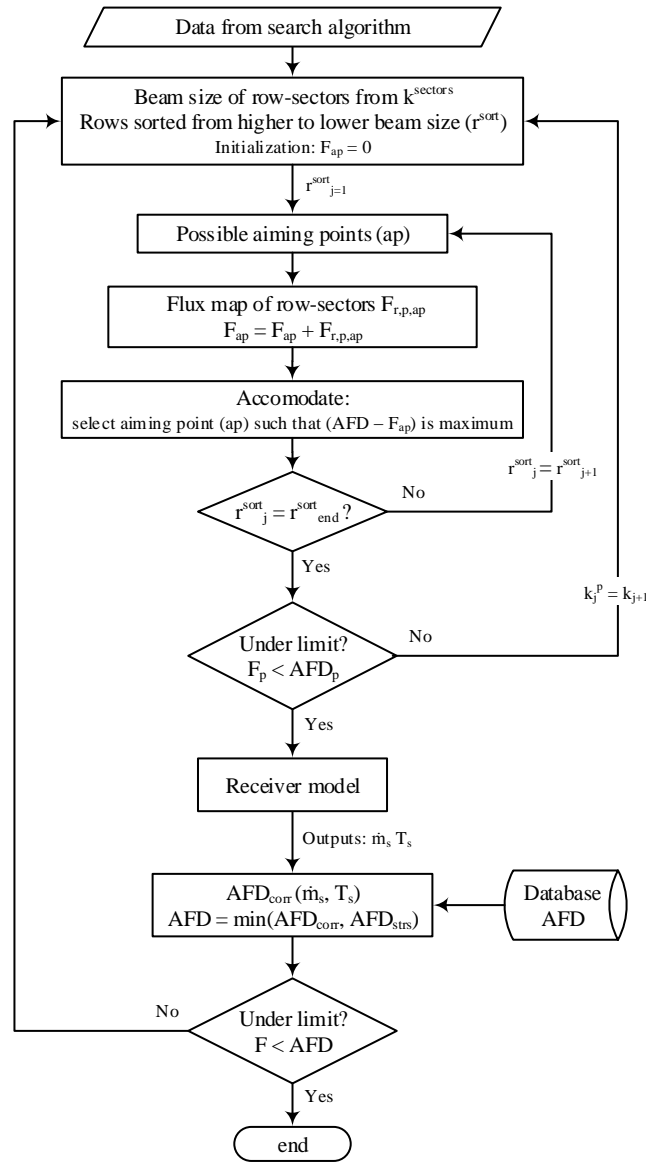 Data from search algorithm
Beam size of row-sectors from k^sectors
Rows sorted from higher to lower beam size (r^sort)
Initialization: F_ap = 0
r^sort_j=1
Possible aiming points (ap)
Flux map of row-sectors F_r,p,ap
F_ap = F_ap + F_r,p,ap
Accomodate:
select aiming point (ap) such that (AFD – F_ap) is maximum
r^sort_j = r^sort_j+1
r^sort_j = r^sort_end ?
No
Yes
k_j^p = k_j+1
Under limit?
F_p < AFD_p
No
Yes
Receiver model
Outputs: ṁ_s T_s
AFD_corr (ṁ_s, T_s)
AFD = min(AFD_corr, AFD_strs)
Database
AFD
Under limit?
F < AFD
No
Yes
end